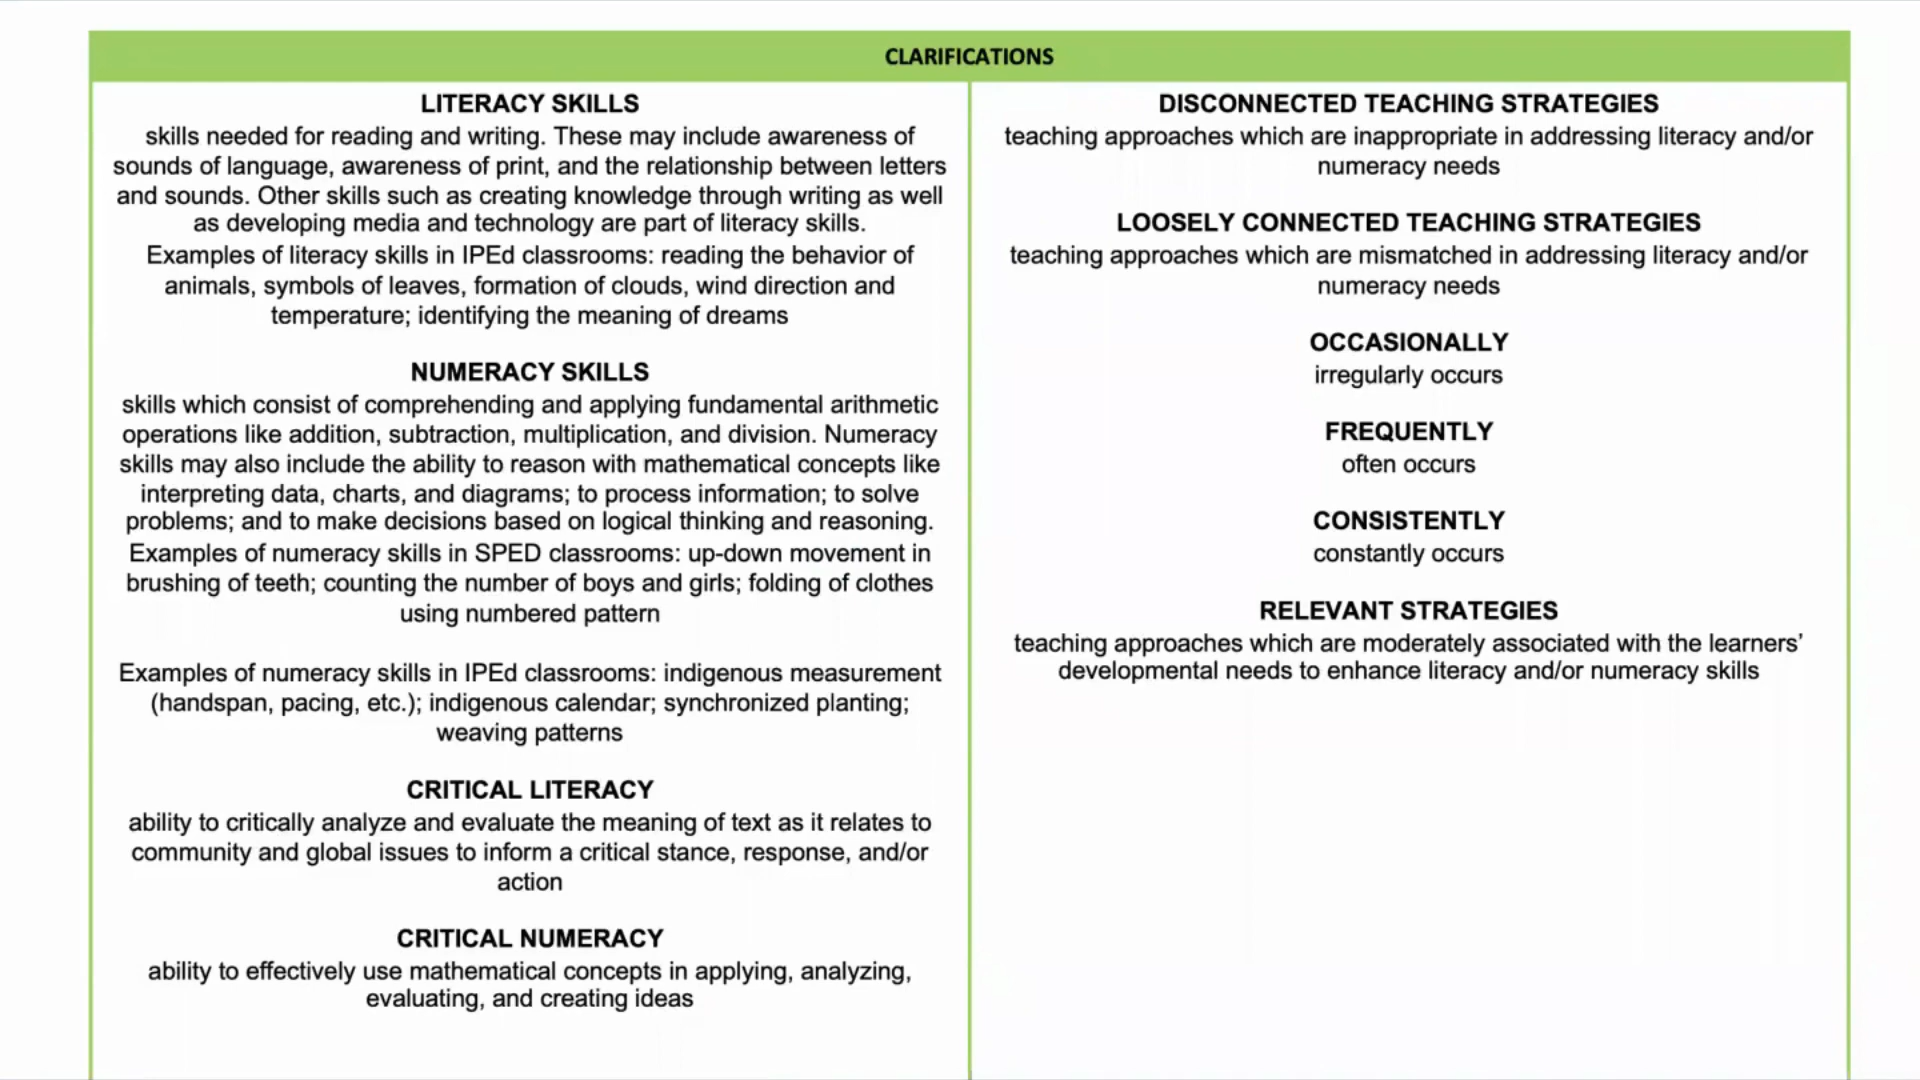 CLARIFICATIONS
LITERACY SKILLS
skills needed for reading and writing. These may include awareness of
sounds of language, awareness of print, and the relationship between letters
and sounds. Other skills such as creating knowledge through writing as well
as developing media and technology are part of literacy skills.
Examples of literacy skills in IPEd classrooms: reading the behavior of
animals, symbols of leaves, formation of clouds, wind direction and
temperature; identifying the meaning of dreams
NUMERACY SKILLS
skills which consist of comprehending and applying fundamental arithmetic
operations like addition, subtraction, multiplication, and division. Numeracy
skills may also include the ability to reason with mathematical concepts like
interpreting data, charts, and diagrams; to process information; to solve
problems; and to make decisions based on logical thinking and reasoning.
Examples of numeracy skills in SPED classrooms: up-down movement in
brushing of teeth; counting the number of boys and girls; folding of clothes
using numbered pattern
Examples of numeracy skills in IPEd classrooms: indigenous measurement
(handspan, pacing, etc.); indigenous calendar; synchronized planting;
weaving patterns
CRITICAL LITERACY
ability to critically analyze and evaluate the meaning of text as it relates to
community and global issues to inform a critical stance, response, and/or
action
CRITICAL NUMERACY
ability to effectively use mathematical concepts in applying, analyzing,
evaluating, and creating ideas
DISCONNECTED TEACHING STRATEGIES
teaching approaches which are inappropriate in addressing literacy and/or
numeracy needs
LOOSELY CONNECTED TEACHING STRATEGIES
teaching approaches which are mismatched in addressing literacy and/or
numeracy needs
OCCASIONALLY
irregularly occurs
FREQUENTLY
often occurs
CONSISTENTLY
constantly occurs
RELEVANT STRATEGIES
teaching approaches which are moderately associated with the learners’
developmental needs to enhance literacy and/or numeracy skills